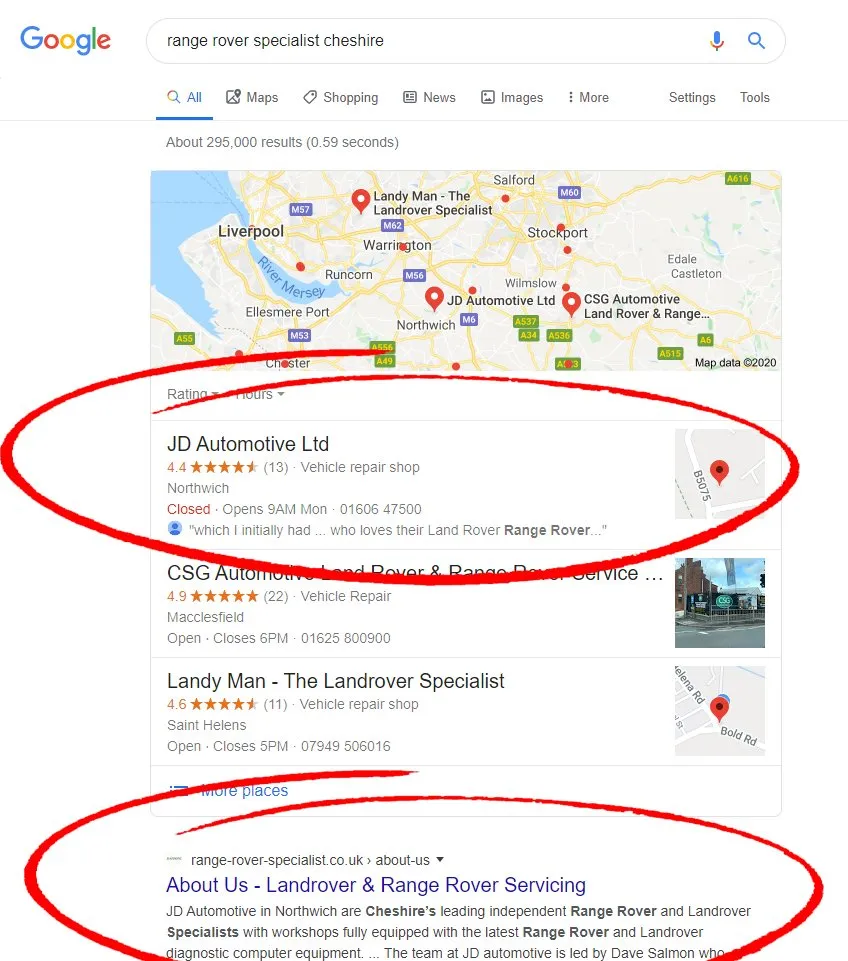 Google
range rover specialist cheshire
All Maps Shopping News Images More Settings Tools
About 295,000 results (0.59 seconds)
Salford
A616
M60
Landy Man - The
Landrover Specialist
M57
M62
Liverpool
Stockport
Warrington
River Mersey
Runcorn
M56
Edale
Castleton
Wilmslow
Ellesmere Port
JD Automotive Ltd
CSG Automotive
Land Rover & Range...
Northwich
M6
A537
A34
A536
A55
M53
A556
A49
A6
A515
Chester
Map data ©2020
Rating Hours
JD Automotive Ltd
4.4 (13) · Vehicle repair shop
Northwich
Closed · Opens 9AM Mon · 01606 47500
"which I initially had ... who loves their Land Rover Range Rover..."
B5075
CSG Automotive Land Rover & Range Rover Service ...
4.9 (22) · Vehicle Repair
Macclesfield
Open · Closes 6PM · 01625 800900
CSG
Landy Man - The Landrover Specialist
4.6 (11) · Vehicle repair shop
Saint Helens
Open · Closes 5PM · 07949 506016
Bold Rd
More places
range-rover-specialist.co.uk › about-us
About Us - Landrover & Range Rover Servicing
JD Automotive in Northwich are Cheshire's leading independent Range Rover and Landrover
Specialists with workshops fully equipped with the latest Range Rover and Landrover
diagnostic computer equipment. ... The team at JD automotive is led by Dave Salmon who